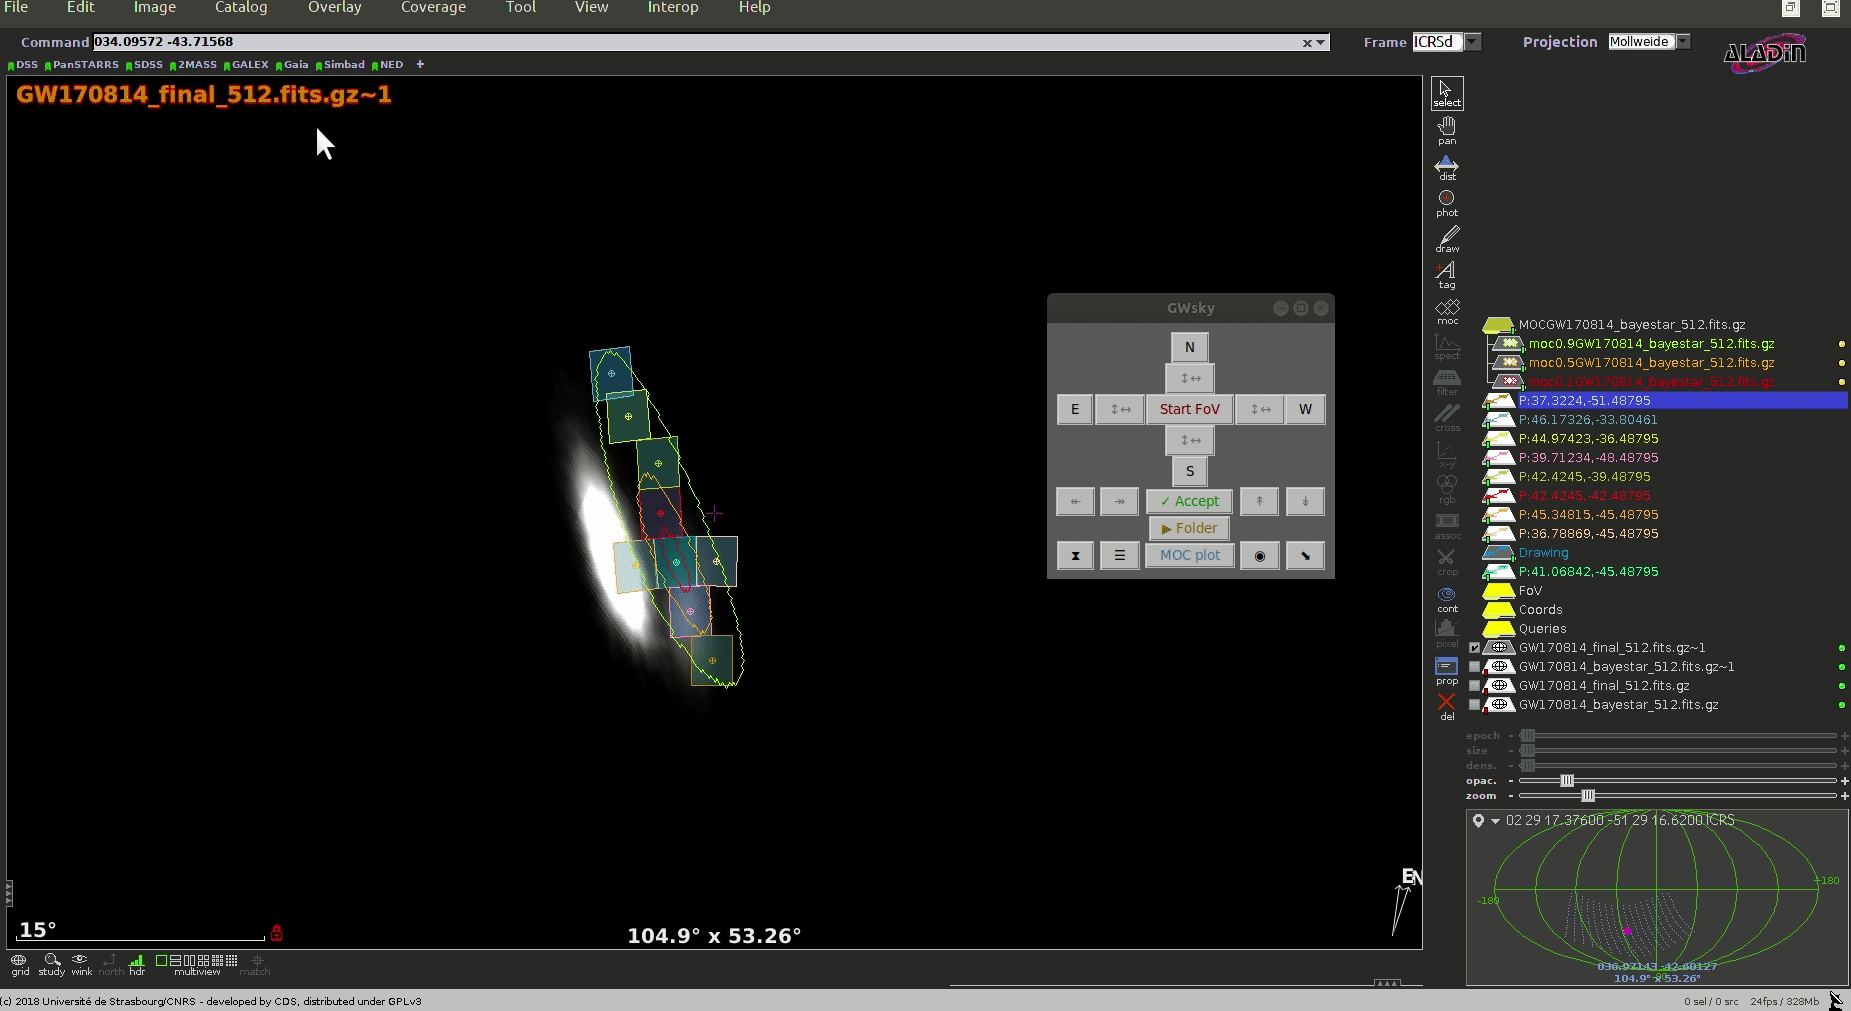 File Edit Image Catalog Overlay Coverage Tool View Interop Help
Command 034.09572 -43.71568 Frame ICRSd Projection Mollweide ALADIN
DSS PanSTARRS SDSS 2MASS GALEX Gaia Simbad NED +
GW170814_final_512.fits.gz~1
select
pan
dist
phot
draw
tag
moc
spect
filter
cross
x-y
rgb
assoc
crop
cont
pixel
prop
del
GWsky
N
E Start FoV W
S
✓ Accept
▶ Folder
MOC plot
MOCGW170814_bayestar_512.fits.gz
moc0.9GW170814_bayestar_512.fits.gz
moc0.5GW170814_bayestar_512.fits.gz
moc0.1GW170814_bayestar_512.fits.gz
P:37.3224,-51.48795
P:46.17326,-33.80461
P:44.97423,-36.48795
P:39.71234,-48.48795
P:42.4245,-39.48795
P:42.4245,-42.48795
P:45.34815,-45.48795
P:36.78869,-45.48795
Drawing
P:41.06842,-45.48795
FoV
Coords
Queries
GW170814_final_512.fits.gz~1
GW170814_bayestar_512.fits.gz~1
GW170814_final_512.fits.gz
GW170814_bayestar_512.fits.gz
epoch - +
size - +
dens. - +
opac. - +
zoom - +
02 29 17.37600 -51 29 16.6200 ICRS
+180
-180
036.97143 -42.60127
104.9° x 53.26°
EN
15°
104.9° x 53.26°
grid study wink north hdr multiview match
(c) 2018 Université de Strasbourg/CNRS - developed by CDS, distributed under GPLv3
0 sel / 0 src 24fps / 328Mb